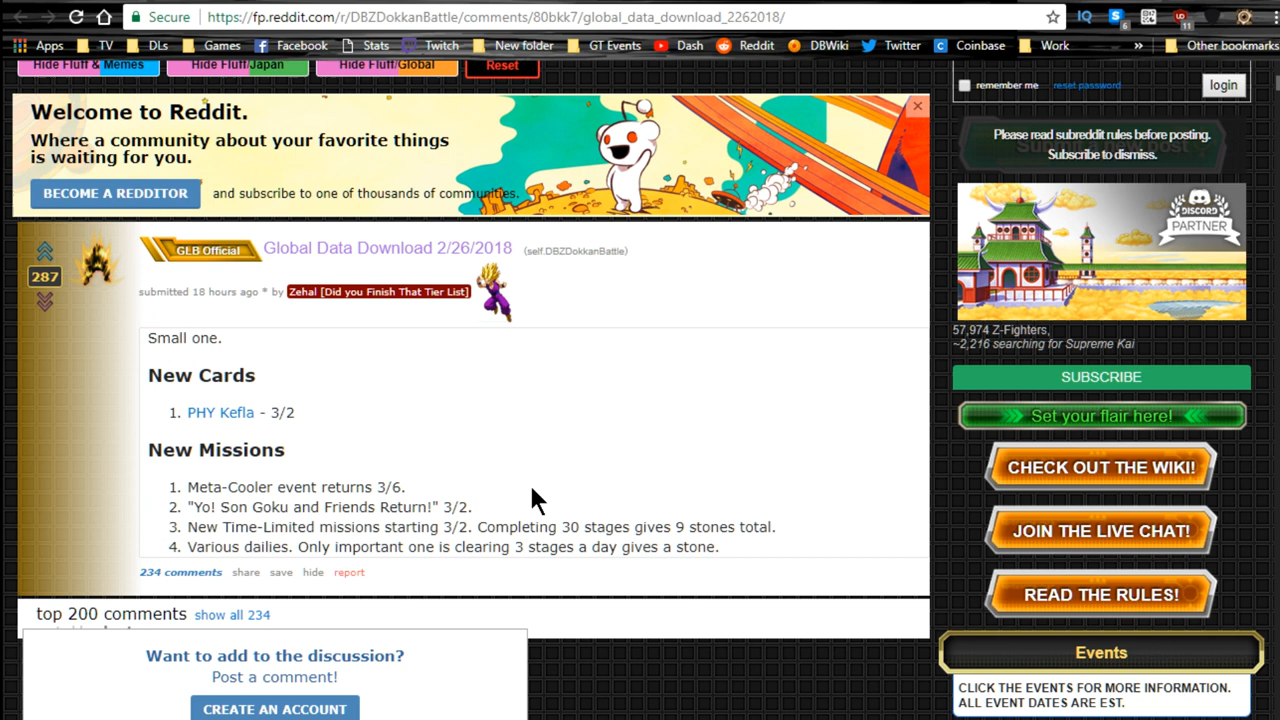 Secure https://fp.reddit.com/r/DBZDokkanBattle/comments/80bkk7/global_data_download_2262018/ IQ 6 11
Apps TV DLs Games Facebook Stats Twitch New folder GT Events Dash Reddit DBWiki Twitter Coinbase Work » Other bookmarks
Hide Fluff & Memes Hide Fluff/Japan Hide Fluff/Global Reset
remember me reset password login
Welcome to Reddit.
Where a community about your favorite things
is waiting for you.
BECOME A REDDITOR and subscribe to one of thousands of communities.
Please read subreddit rules before posting.
Subscribe to dismiss.
DISCORD
PARTNER
287
GLB Official Global Data Download 2/26/2018 (self.DBZDokkanBattle)
submitted 18 hours ago * by Zehal [Did you Finish That Tier List]
Small one.
New Cards
1. PHY Kefla - 3/2
New Missions
1. Meta-Cooler event returns 3/6.
2. "Yo! Son Goku and Friends Return!" 3/2.
3. New Time-Limited missions starting 3/2. Completing 30 stages gives 9 stones total.
4. Various dailies. Only important one is clearing 3 stages a day gives a stone.
234 comments share save hide report
top 200 comments show all 234
Want to add to the discussion?
Post a comment!
CREATE AN ACCOUNT
57,974 Z-Fighters,
~2,216 searching for Supreme Kai
SUBSCRIBE
Set your flair here!
CHECK OUT THE WIKI!
JOIN THE LIVE CHAT!
READ THE RULES!
Events
CLICK THE EVENTS FOR MORE INFORMATION.
ALL EVENT DATES ARE EST.